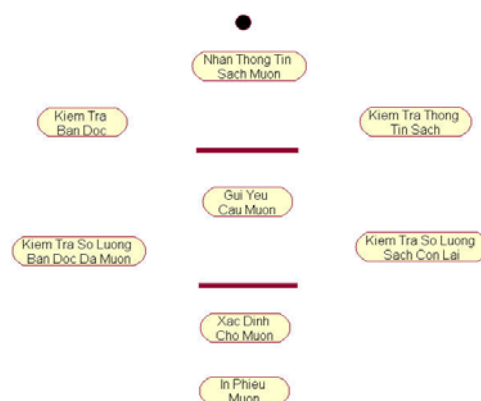 Nhan Thong Tin
Sach Muon
Kiem Tra
Ban Doc
Kiem Tra Thong
Tin Sach
Gui Yeu
Cau Muon
Kiem Tra So Luong
Ban Doc Da Muon
Kiem Tra So Luong
Sach Con Lai
Xac Dinh
Cho Muon
In Phieu
Muon